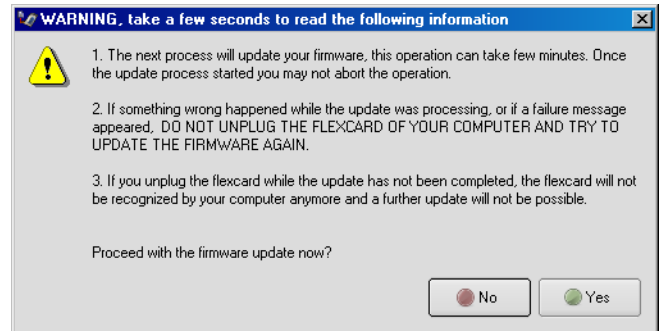 WARNING, take a few seconds to read the following information
1. The next process will update your firmware, this operation can take few minutes. Once
the update process started you may not abort the operation.
2. If something wrong happened while the update was processing, or if a failure message
appeared, DO NOT UNPLUG THE FLEXCARD OF YOUR COMPUTER AND TRY TO
UPDATE THE FIRMWARE AGAIN.
3. If you unplug the flexcard while the update has not been completed, the flexcard will not
be recognized by your computer anymore and a further update will not be possible.
Proceed with the firmware update now?
No
Yes